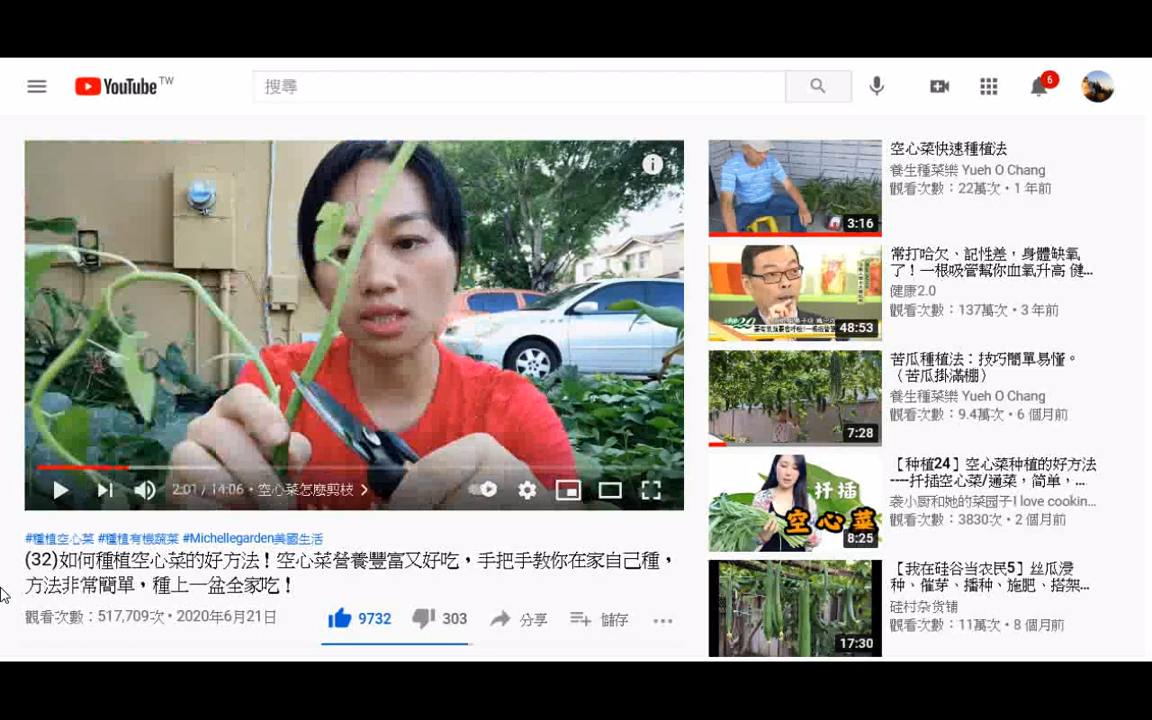 YouTube TW
搜尋
6
2:01 / 14:06・空心菜怎麼剪枝
#種植空心菜 #種植有機蔬菜 #Michellegarden美國生活
(32)如何種植空心菜的好方法！空心菜營養豐富又好吃，手把手教你在家自己種，
方法非常簡單，種上一盆全家吃！
觀看次數：517,709次・2020年6月21日
9732
303
分享
儲存
3:16
空心菜快速種植法
養生種菜樂 Yueh O Chang
觀看次數：22萬次・1 年前
48:53
常打哈欠、記性差，身體缺氧
了！一根吸管幫你血氧升高 健...
健康2.0
觀看次數：137萬次・3 年前
7:28
苦瓜種植法：技巧簡單易懂。
（苦瓜掛滿棚）
養生種菜樂 Yueh O Chang
觀看次數：9.4萬次・6 個月前
扦插
空心菜
8:25
【种植24】空心菜种植的好方法
----扦插空心菜/通菜，简单，...
袭小厨和她的菜园子! I love cookin...
觀看次數：3830次・2 個月前
17:30
【我在硅谷当农民5】丝瓜浸
种、催芽、播种、施肥、搭架...
硅村杂货铺
觀看次數：11萬次・8 個月前